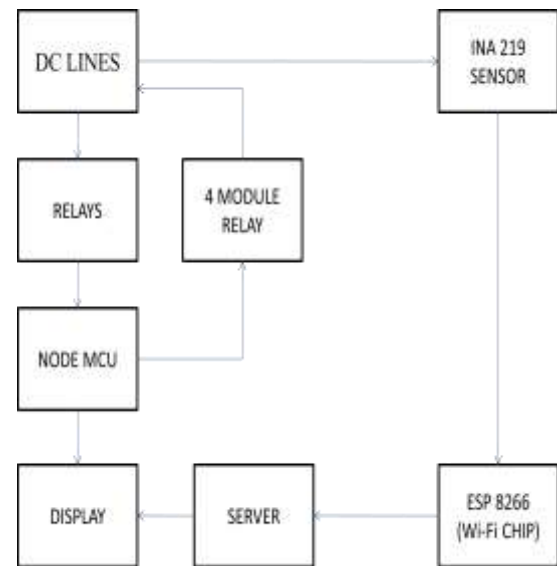 DC LINES
INA 219
SENSOR
RELAYS
4 MODULE
RELAY
NODE MCU
DISPLAY
SERVER
ESP 8266
(Wi-Fi CHIP)